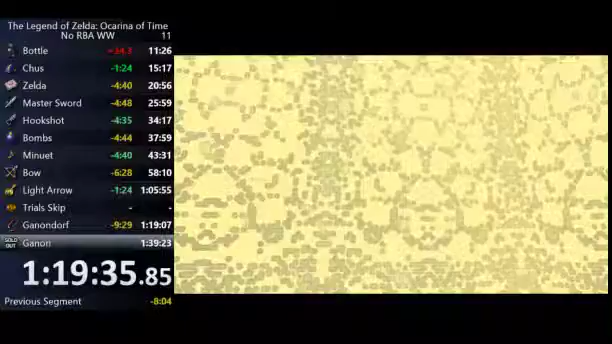 The Legend of Zelda: Ocarina of Time
No RBA WW 11
Bottle +34.3 11:26
Chus -1:24 15:17
Zelda -4:40 20:56
Master Sword -4:48 25:59
Hookshot -4:35 34:17
Bombs -4:44 37:59
Minuet -4:40 43:31
Bow -6:28 58:10
Light Arrow -1:24 1:05:55
Trials Skip - -
Ganondorf -9:29 1:19:07
SOLD OUT Ganon 1:39:23
1:19:35.85
Previous Segment -8:04